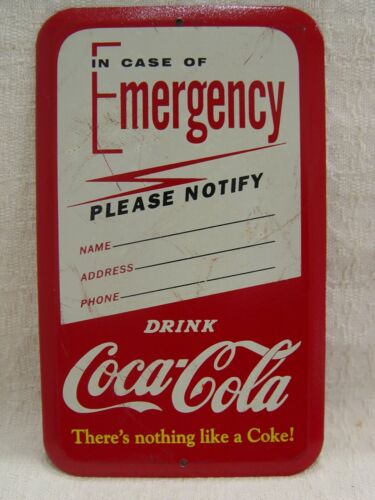 IN CASE OF
Emergency
PLEASE NOTIFY
NAME
ADDRESS
PHONE
DRINK
Coca-Cola
There's nothing like a Coke!